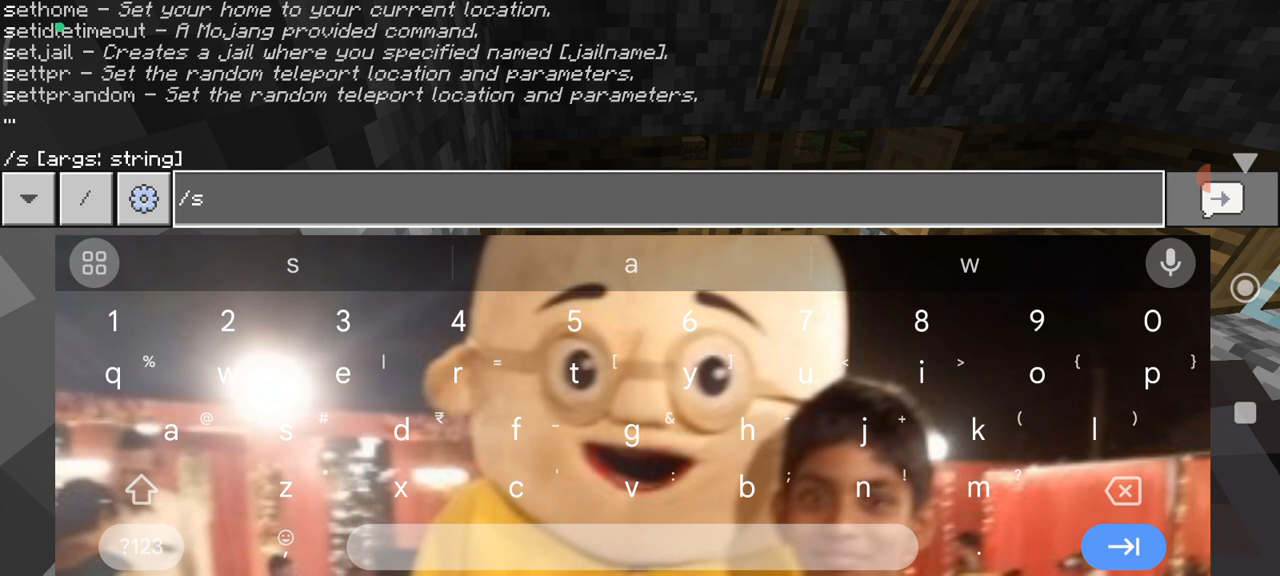 sethome – Set your home to your current location.
setidletimeout – A Mojang provided command.
setjail – Creates a jail where you specified named [jailname].
settpr – Set the random teleport location and parameters.
settprandom – Set the random teleport location and parameters.
...
/s [args: string]
/
/s
s a w
1 2 3 4 5 6 7 8 9 0
q % w e | r = t [ y ] u < i > o { p }
a @ s # d ₹ f - g & h - j + k ( l )
z * x c ' v : b ; n ! m ?
?123 , .